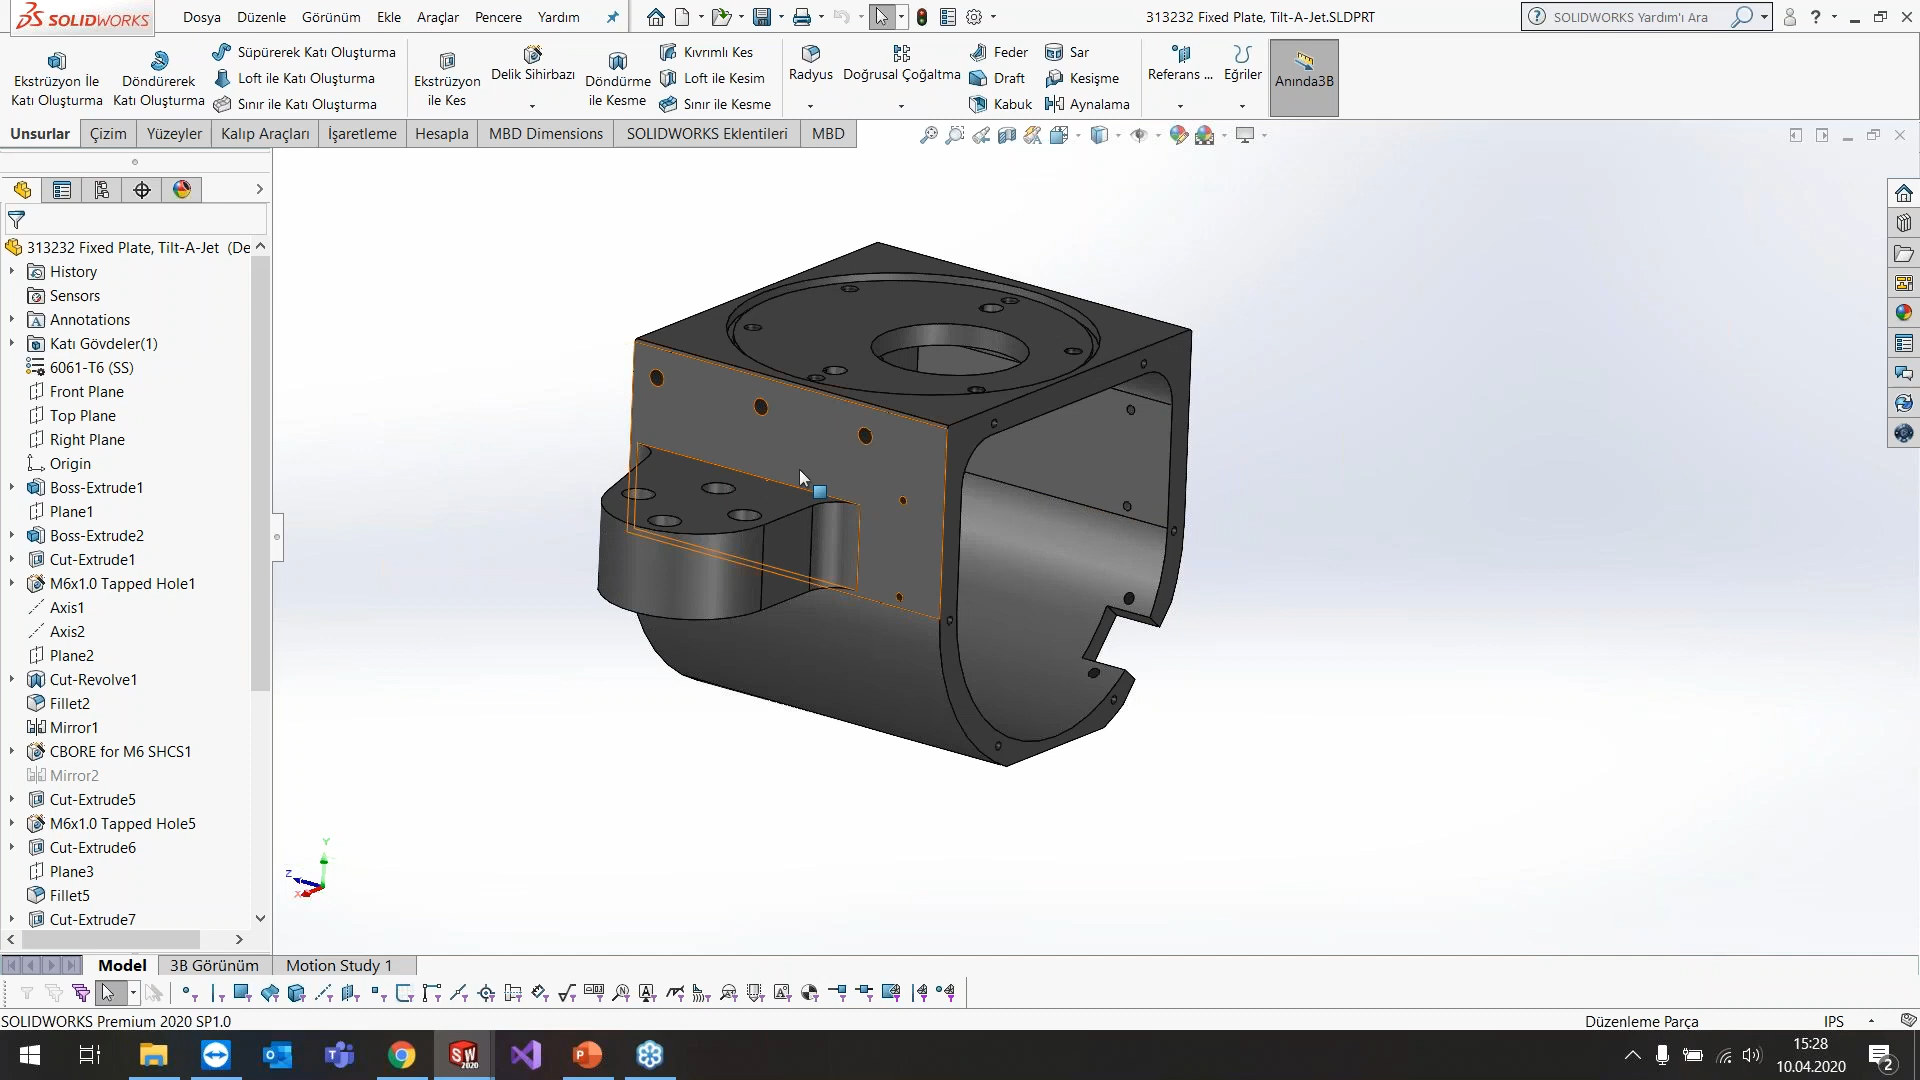 SOLIDWORKS
Dosya Düzenle Görünüm Ekle Araçlar Pencere Yardım
313232 Fixed Plate, Tilt-A-Jet.SLDPRT
SOLIDWORKS Yardım'ı Ara
Ekstrüzyon İle
Katı Oluşturma
Döndürerek
Katı Oluşturma
Süpürerek Katı Oluşturma
Loft ile Katı Oluşturma
Sınır ile Katı Oluşturma
Ekstrüzyon
ile Kes
Delik Sihirbazı
Döndürme
ile Kesme
Kıvrımlı Kes
Loft ile Kesim
Sınır ile Kesme
Radyus
Doğrusal Çoğaltma
Feder
Draft
Kabuk
Sar
Kesişme
Aynalama
Referans ...
Eğriler
Anında3B
Unsurlar Çizim Yüzeyler Kalıp Araçları İşaretleme Hesapla MBD Dimensions SOLIDWORKS Eklentileri MBD
313232 Fixed Plate, Tilt-A-Jet (De
History
Sensors
Annotations
Katı Gövdeler(1)
6061-T6 (SS)
Front Plane
Top Plane
Right Plane
Origin
Boss-Extrude1
Plane1
Boss-Extrude2
Cut-Extrude1
M6x1.0 Tapped Hole1
Axis1
Axis2
Plane2
Cut-Revolve1
Fillet2
Mirror1
CBORE for M6 SHCS1
Mirror2
Cut-Extrude5
M6x1.0 Tapped Hole5
Cut-Extrude6
Plane3
Fillet5
Cut-Extrude7
Y
Z
X
Model 3B Görünüm Motion Study 1
SOLIDWORKS Premium 2020 SP1.0
Düzenleme Parça
IPS
SW
2020
15:28
10.04.2020
2